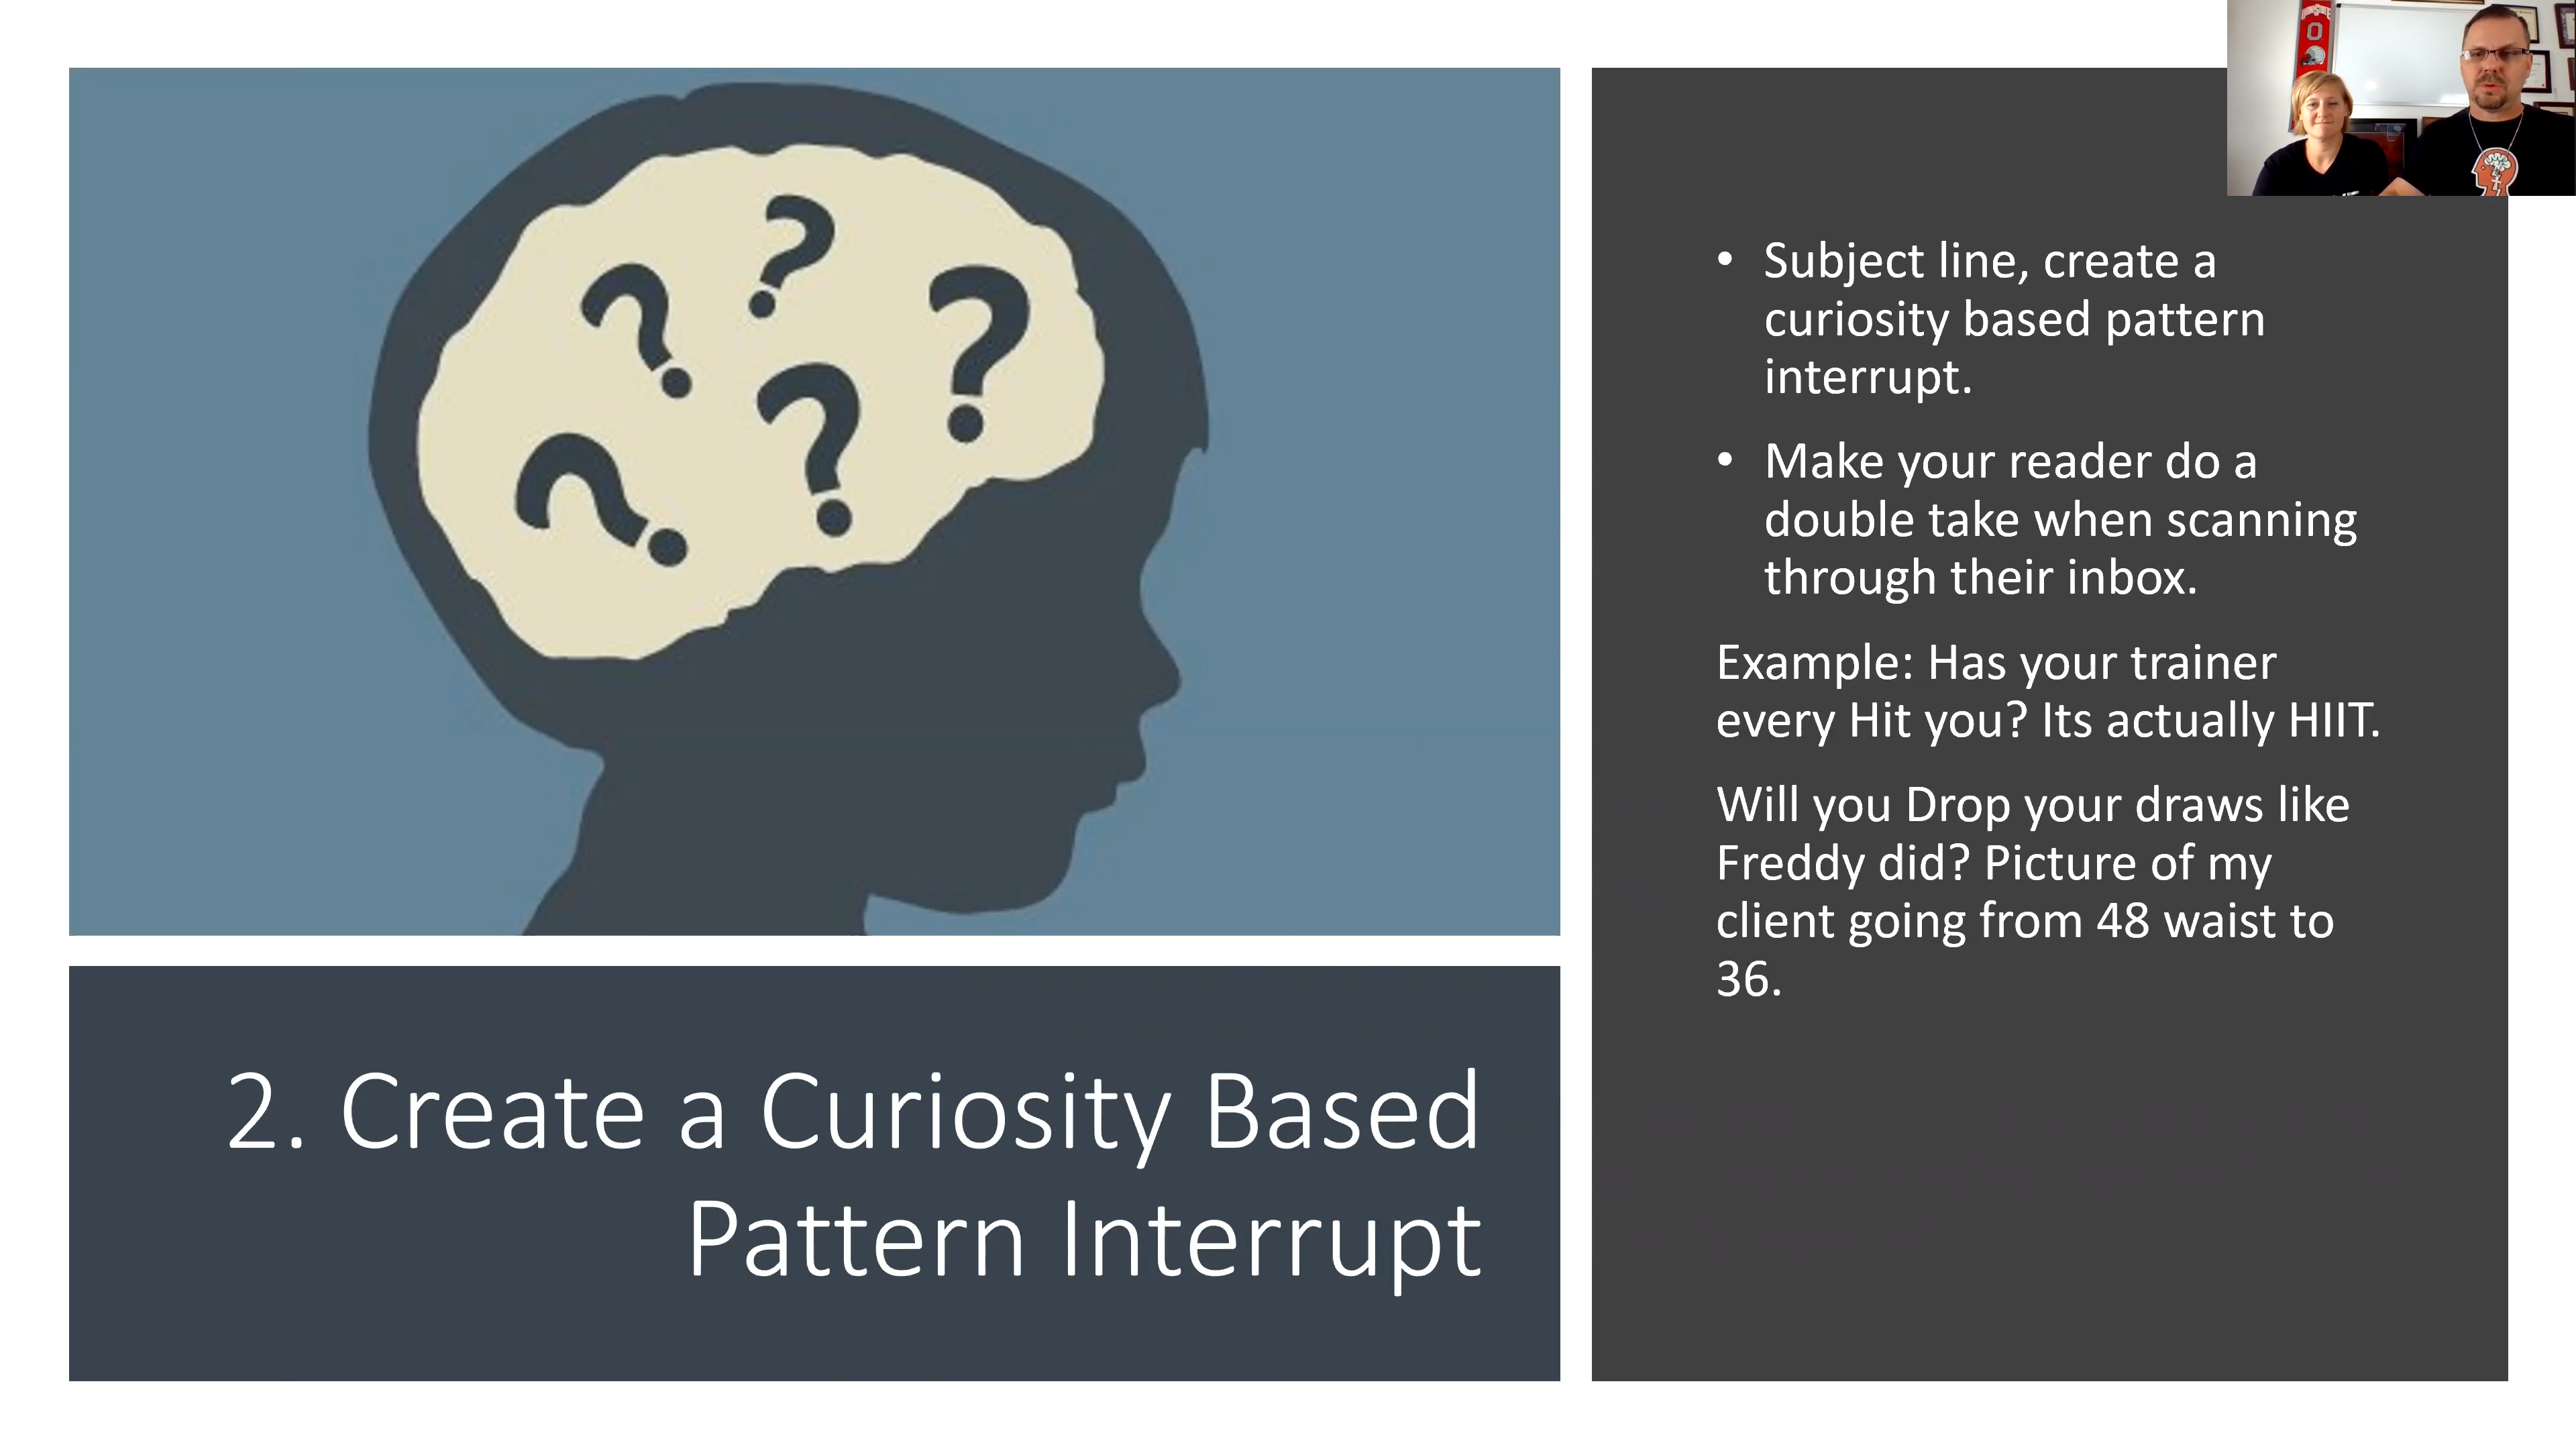 • Subject line, create a
curiosity based pattern
interrupt.
• Make your reader do a
double take when scanning
through their inbox.
Example: Has your trainer
every Hit you? Its actually HIIT.
Will you Drop your draws like
Freddy did? Picture of my
client going from 48 waist to
36.
2. Create a Curiosity Based
Pattern Interrupt